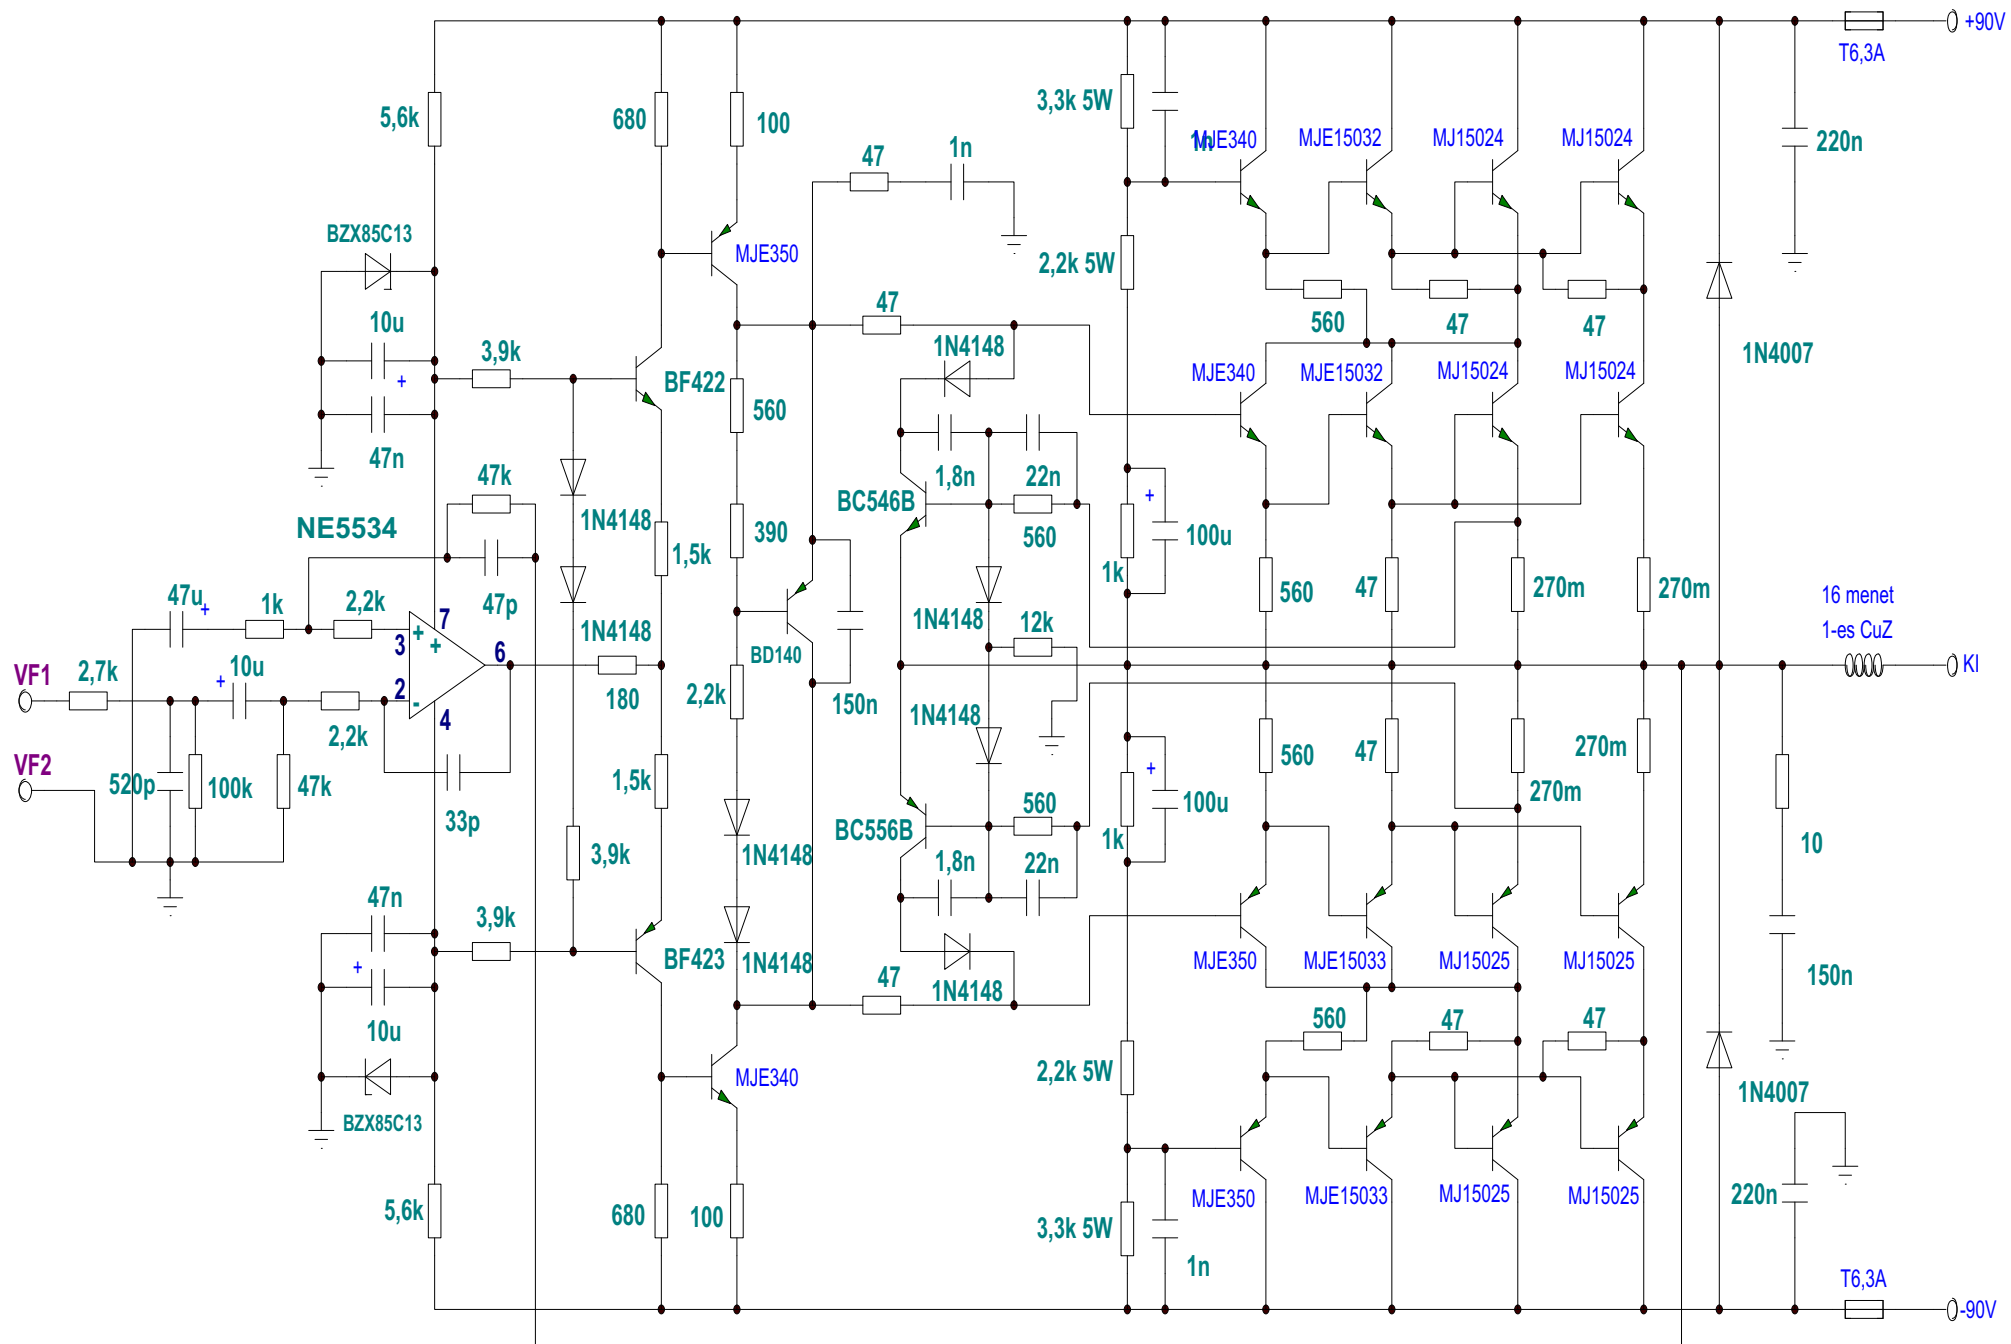 +90V
T6,3A
5,6k
680
100
3,3k 5W
1n
MJE340
MJE15032
MJ15024
MJ15024
220n
47
1n
BZX85C13
MJE350
2,2k 5W
10u
3,9k
47
1N4148
560
47
47
1N4007
BF422
560
MJE340
MJE15032
MJ15024
MJ15024
47n
47k
1,8n
22n
BC546B
+
NE5534
1N4148
390
560
100u
1,5k
1k
47u
+
1k
2,2k
47p
1N4148
1N4148
560
47
270m
270m
16 menet
1-es CuZ
7
3
+
+
6
12k
BD140
VF1
2,7k
+
10u
2
-
4
180
2,2k
150n
KI
2,2k
1N4148
VF2
520p
100k
47k
33p
1,5k
560
47
270m
270m
+
100u
1k
560
BC556B
10
3,9k
1N4148
1,8n
22n
47n
3,9k
BF423
1N4148
MJE350
MJE15033
MJ15025
MJ15025
150n
+
10u
47
1N4148
560
47
47
BZX85C13
MJE340
2,2k 5W
1N4007
5,6k
680
100
3,3k 5W
1n
MJE350
MJE15033
MJ15025
MJ15025
220n
T6,3A
-90V
+